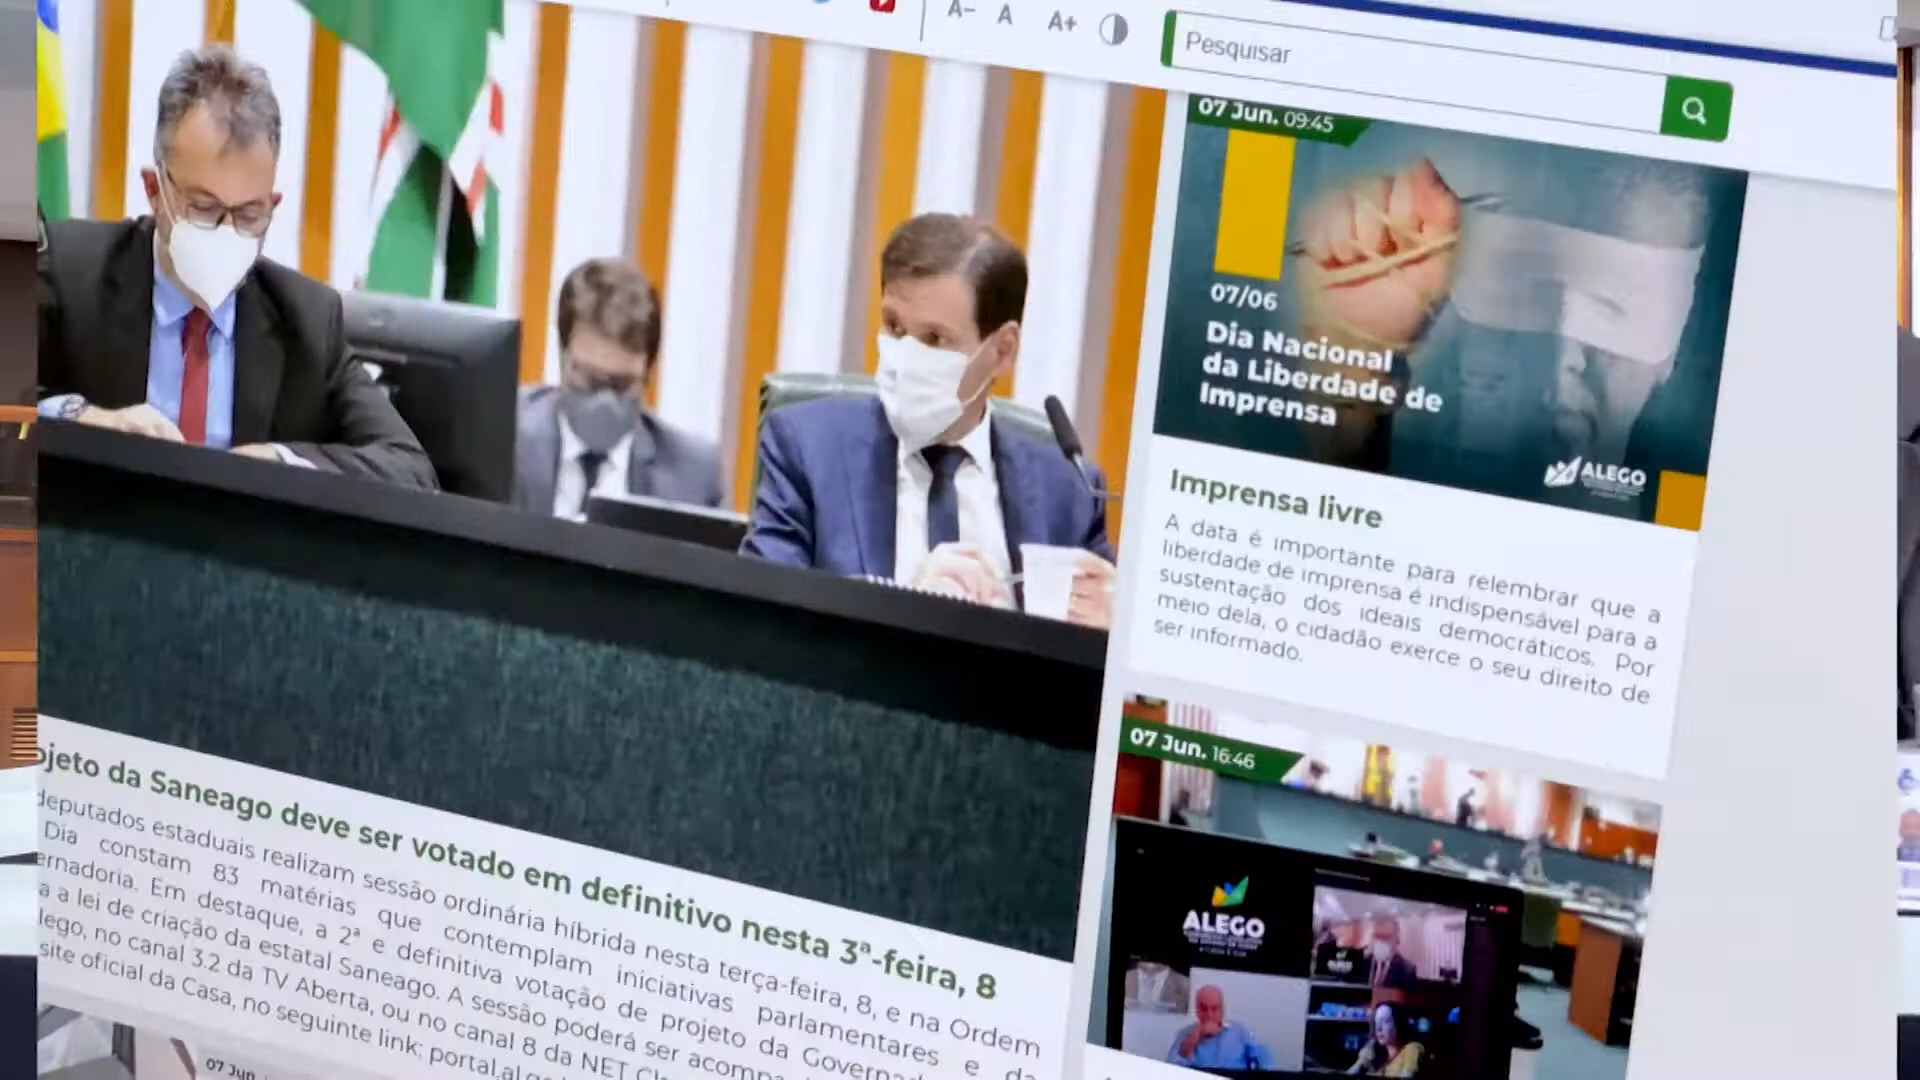 A- A A+
Pesquisar
07 Jun. 09:45
07/06
Dia Nacional
da Liberdade de
Imprensa
ALEGO
Imprensa livre
A data é importante para relembrar que a
liberdade de imprensa é indispensável para a
sustentação dos ideais democráticos. Por
meio dela, o cidadão exerce o seu direito de
ser informado.
07 Jun. 16:46
ALEGO
ojeto da Saneago deve ser votado em definitivo nesta 3ª-feira, 8
deputados estaduais realizam sessão ordinária híbrida nesta terça-feira, 8, e na Ordem
Dia constam 83 matérias que contemplam iniciativas parlamentares e da
ernadoria. Em destaque, a 2ª e definitiva votação de projeto da Governad
a a lei de criação da estatal Saneago. A sessão poderá ser acompa
lego, no canal 3.2 da TV Aberta, ou no canal 8 da NET Cl
site oficial da Casa, no seguinte link: portal.al.g
07 Jun.